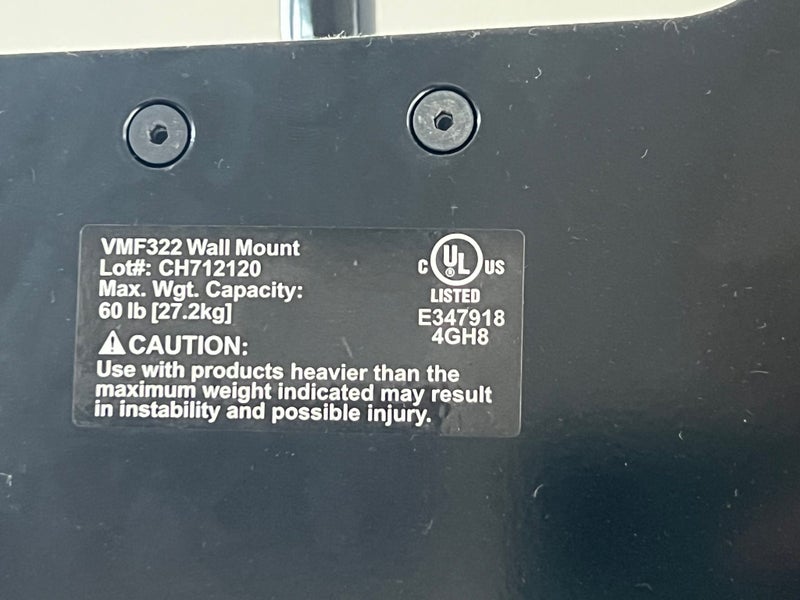 VMF322 Wall Mount
Lot#: CH712120
Max. Wgt. Capacity:
60 lb [27.2kg]
⚠ CAUTION:
Use with products heavier than the
maximum weight indicated may result
in instability and possible injury.
C UL ® US
LISTED
E347918
4GH8